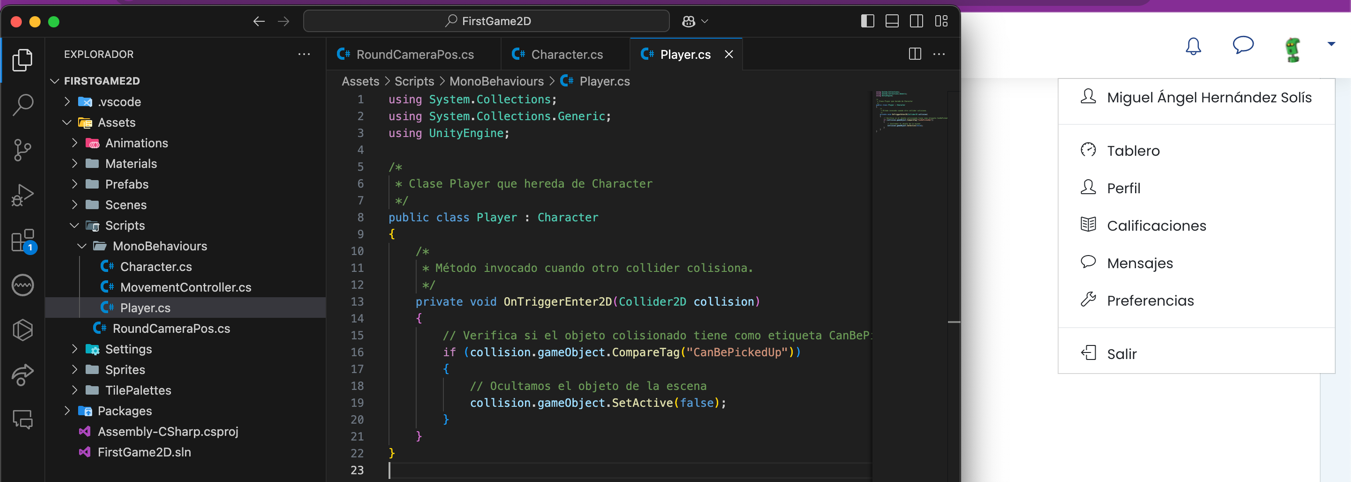 FirstGame2D
EXPLORADOR
FIRSTGAME2D
.vscode
Assets
Animations
Materials
Prefabs
Scenes
Scripts
MonoBehaviours
Character.cs
MovementController.cs
Player.cs
RoundCameraPos.cs
Settings
Sprites
TilePalettes
Packages
Assembly-CSharp.csproj
FirstGame2D.sln
1
RoundCameraPos.cs
Character.cs
Player.cs
Assets > Scripts > MonoBehaviours > Player.cs
1 using System.Collections;
2 using System.Collections.Generic;
3 using UnityEngine;
4
5 /*
6 * Clase Player que hereda de Character
7 */
8 public class Player : Character
9 {
10 /*
11 * Método invocado cuando otro collider colisiona.
12 */
13 private void OnTriggerEnter2D(Collider2D collision)
14 {
15 // Verifica si el objeto colisionado tiene como etiqueta CanBeP
16 if (collision.gameObject.CompareTag("CanBePickedUp"))
17 {
18 // Ocultamos el objeto de la escena
19 collision.gameObject.SetActive(false);
20 }
21 }
22 }
23
Miguel Ángel Hernández Solís
Tablero
Perfil
Calificaciones
Mensajes
Preferencias
Salir